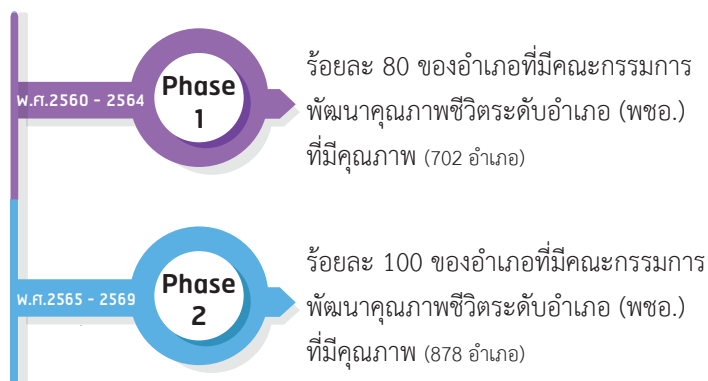 พ.ศ.2560 - 2564
Phase
1
ร้อยละ 80 ของอำเภอที่มีคณะกรรมการ
พัฒนาคุณภาพชีวิตระดับอำเภอ (พชอ.)
ที่มีคุณภาพ (702 อำเภอ)
พ.ศ.2565 - 2569
Phase
2
ร้อยละ 100 ของอำเภอที่มีคณะกรรมการ
พัฒนาคุณภาพชีวิตระดับอำเภอ (พชอ.)
ที่มีคุณภาพ (878 อำเภอ)